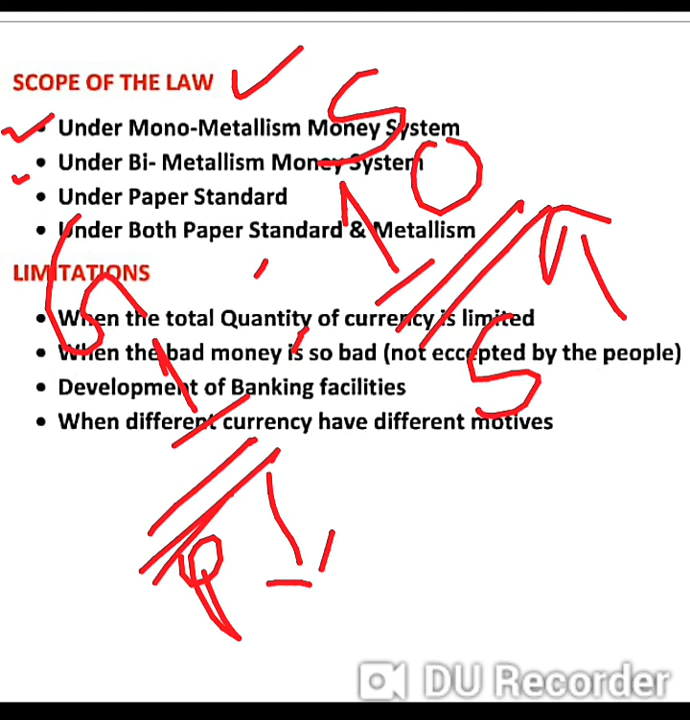 SCOPE OF THE LAW
• Under Mono-Metallism Money System
• Under Bi- Metallism Money System
• Under Paper Standard
• Under Both Paper Standard & Metallism
LIMITATIONS
• When the total Quantity of currency is limited
• When the bad money is so bad (not eccepted by the people)
• Development of Banking facilities
• When different currency have different motives
DU Recorder